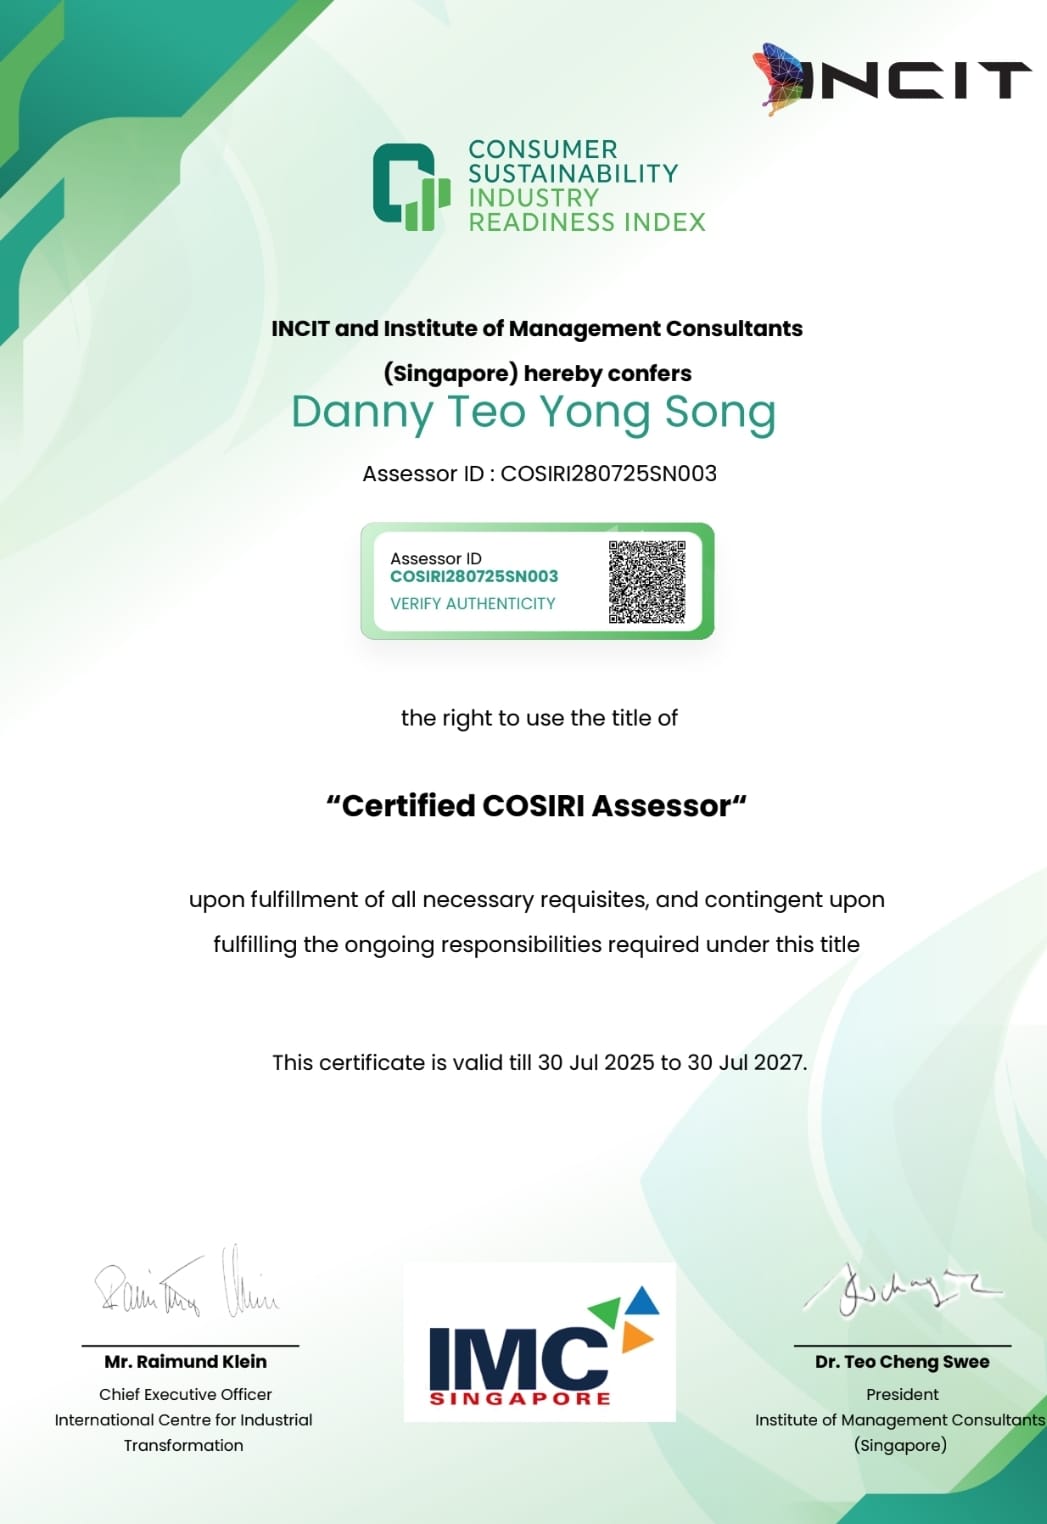 INCIT
CONSUMER
SUSTAINABILITY
INDUSTRY
READINESS INDEX
INCIT and Institute of Management Consultants
(Singapore) hereby confers
Danny Teo Yong Song
Assessor ID : COSIRI280725SN003
Assessor ID
COSIRI280725SN003
VERIFY AUTHENTICITY
the right to use the title of
“Certified COSIRI Assessor“
upon fulfillment of all necessary requisites, and contingent upon
fulfilling the ongoing responsibilities required under this title
This certificate is valid till 30 Jul 2025 to 30 Jul 2027.
Mr. Raimund Klein
Chief Executive Officer
International Centre for Industrial
Transformation
IMC
SINGAPORE
Dr. Teo Cheng Swee
President
Institute of Management Consultants
(Singapore)